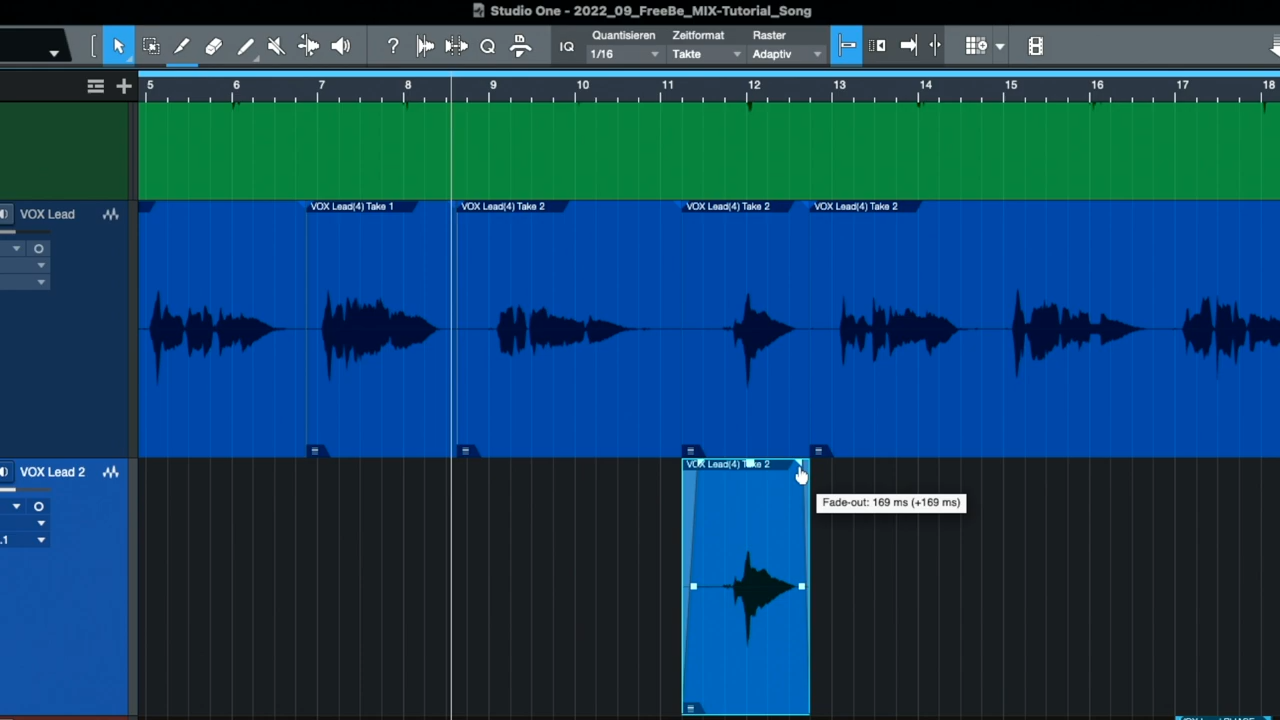 Studio One - 2022_09_FreeBe_MIX-Tutorial_Song
Quantisieren Zeitformat Raster
IQ 1/16 Takte Adaptiv
5 6 7 8 9 10 11 12 13 14 15 16 17 18
VOX Lead(4) Take 1 VOX Lead(4) Take 2 VOX Lead(4) Take 2 VOX Lead(4) Take 2
VOX Lead
VOX Lead(4) Take 2
VOX Lead 2
Fade-out: 169 ms (+169 ms)
.1